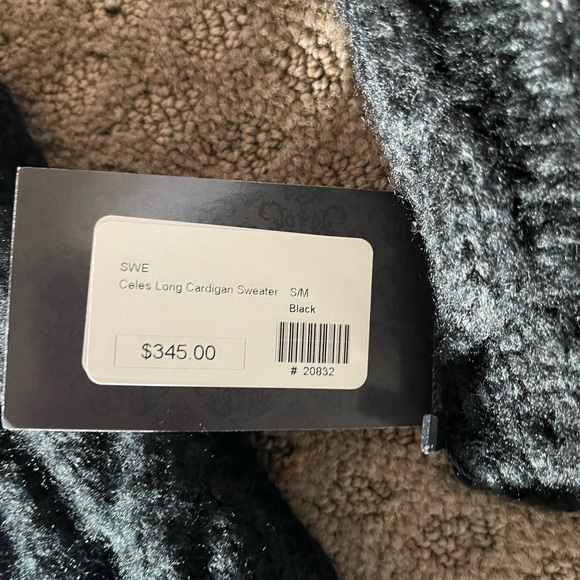 SWE
Celes Long Cardigan Sweater S/M
Black
$345.00
# 20832